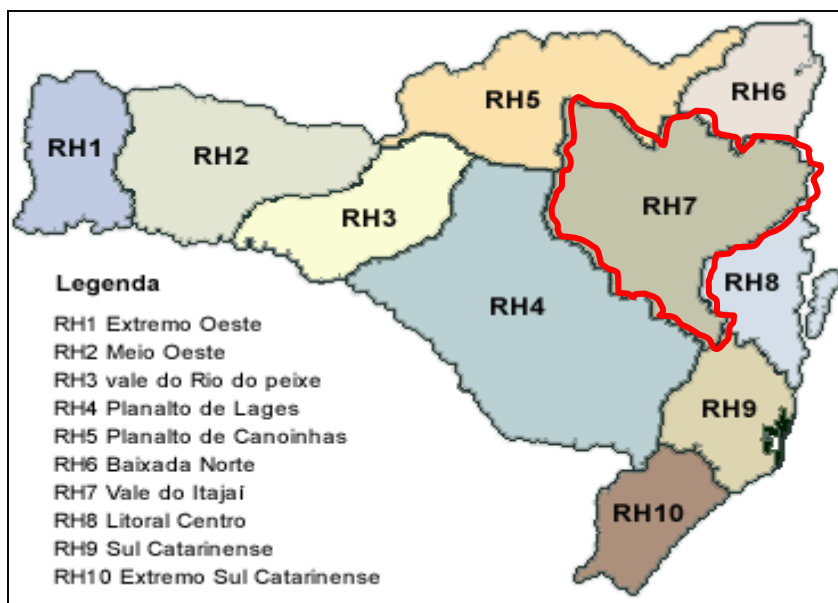 RH1
RH2
RH3
RH4
RH5
RH6
RH7
RH8
RH9
RH10
Legenda
RH1 Extremo Oeste
RH2 Meio Oeste
RH3 vale do Rio do peixe
RH4 Planalto de Lages
RH5 Planalto de Canoinhas
RH6 Baixada Norte
RH7 Vale do Itajaí
RH8 Litoral Centro
RH9 Sul Catarinense
RH10 Extremo Sul Catarinense